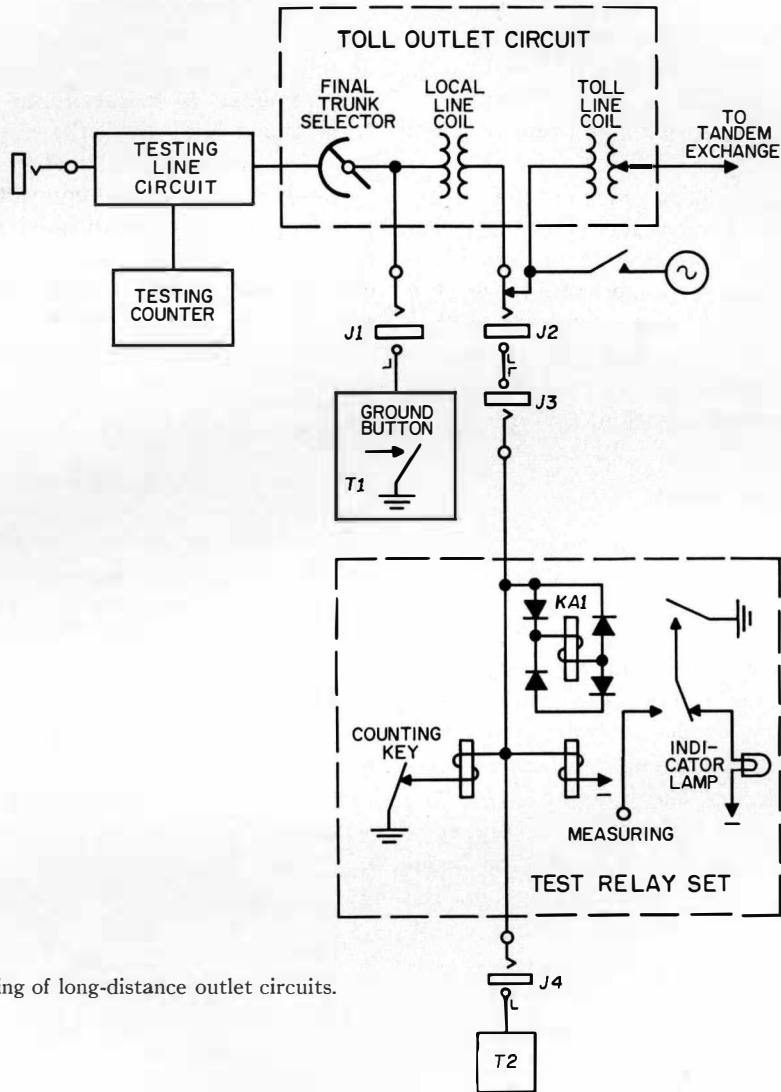 TOLL OUTLET CIRCUIT
FINAL
TRUNK
SELECTOR
LOCAL
LINE
COIL
TOLL
LINE
COIL
TO
TANDEM
EXCHANGE
TESTING
LINE
CIRCUIT
TESTING
COUNTER
J1
J2
J3
GROUND
BUTTON
T1
KA1
COUNTING
KEY
INDI-
CATOR
LAMP
MEASURING
TEST RELAY SET
ing of long-distance outlet circuits.
J4
T2